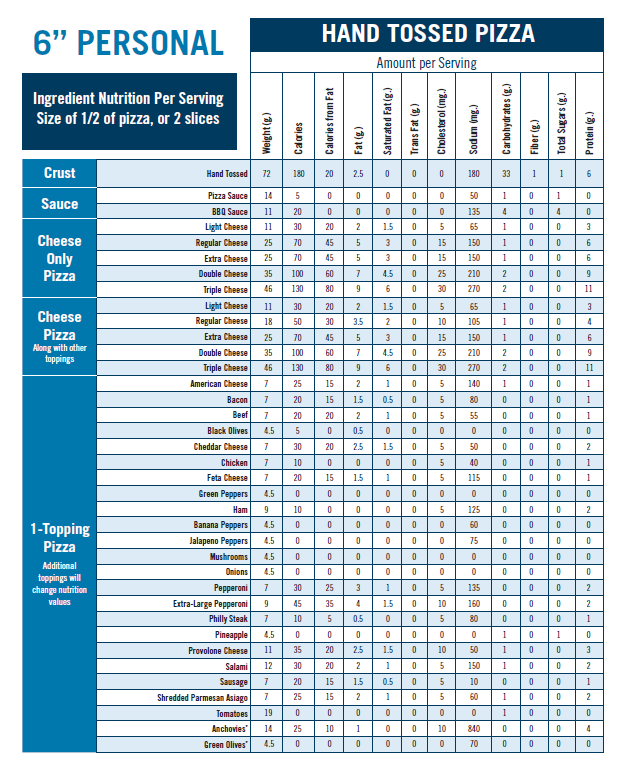 6” PERSONAL
HAND TOSSED PIZZA
Amount per Serving
Ingredient Nutrition Per Serving
Size of 1/2 of pizza, or 2 slices
Weight (g.) Calories Calories from Fat Fat (g.) Saturated Fat (g.) Trans Fat (g.) Cholesterol (mg.) Sodium (mg.) Carbohydrates (g.) Fiber (g.) Total Sugars (g.) Protein (g.)
Crust
Hand Tossed 72 180 20 2.5 0 0 0 180 33 1 1 6
Sauce
Pizza Sauce 14 5 0 0 0 0 0 50 1 0 1 0
BBQ Sauce 11 20 0 0 0 0 0 135 4 0 4 0
Cheese
Only
Pizza
Light Cheese 11 30 20 2 1.5 0 5 65 1 0 0 3
Regular Cheese 25 70 45 5 3 0 15 150 1 0 0 6
Extra Cheese 25 70 45 5 3 0 15 150 1 0 0 6
Double Cheese 35 100 60 7 4.5 0 25 210 2 0 0 9
Triple Cheese 46 130 80 9 6 0 30 270 2 0 0 11
Cheese
Pizza
Along with other
toppings
Light Cheese 11 30 20 2 1.5 0 5 65 1 0 0 3
Regular Cheese 18 50 30 3.5 2 0 10 105 1 0 0 4
Extra Cheese 25 70 45 5 3 0 15 150 1 0 0 6
Double Cheese 35 100 60 7 4.5 0 25 210 2 0 0 9
Triple Cheese 46 130 80 9 6 0 30 270 2 0 0 11
1-Topping
Pizza
Additional
toppings will
change nutrition
values
American Cheese 7 25 15 2 1 0 5 140 1 0 0 1
Bacon 7 20 15 1.5 0.5 0 5 80 0 0 0 1
Beef 7 20 20 2 1 0 5 55 0 0 0 1
Black Olives 4.5 5 0 0.5 0 0 0 0 0 0 0 0
Cheddar Cheese 7 30 20 2.5 1.5 0 5 50 0 0 0 2
Chicken 7 10 0 0 0 0 5 40 0 0 0 1
Feta Cheese 7 20 15 1.5 1 0 5 115 0 0 0 1
Green Peppers 4.5 0 0 0 0 0 0 0 0 0 0 0
Ham 9 10 0 0 0 0 5 125 0 0 0 2
Banana Peppers 4.5 0 0 0 0 0 0 60 0 0 0 0
Jalapeno Peppers 4.5 0 0 0 0 0 0 75 0 0 0 0
Mushrooms 4.5 0 0 0 0 0 0 0 0 0 0 0
Onions 4.5 0 0 0 0 0 0 0 0 0 0 0
Pepperoni 7 30 25 3 1 0 5 135 0 0 0 2
Extra-Large Pepperoni 9 45 35 4 1.5 0 10 160 0 0 0 2
Philly Steak 7 10 5 0.5 0 0 5 80 0 0 0 1
Pineapple 4.5 0 0 0 0 0 0 0 1 0 1 0
Provolone Cheese 11 35 20 2.5 1.5 0 10 50 1 0 0 3
Salami 12 30 20 2 1 0 5 150 1 0 0 2
Sausage 7 20 15 1.5 0.5 0 5 10 0 0 0 1
Shredded Parmesan Asiago 7 25 15 2 1 0 5 60 1 0 0 2
Tomatoes 19 0 0 0 0 0 0 0 1 0 0 0
Anchovies* 14 25 10 1 0 0 10 840 0 0 0 4
Green Olives* 4.5 0 0 0 0 0 0 70 0 0 0 0